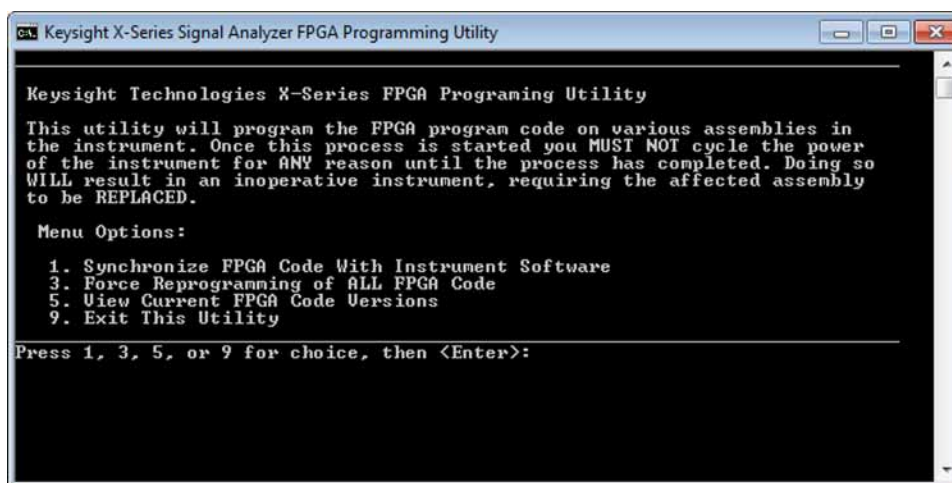 Keysight X-Series Signal Analyzer FPGA Programming Utility
Keysight Technologies X-Series FPGA Programing Utility
This utility will program the FPGA program code on various assemblies in
the instrument. Once this process is started you MUST NOT cycle the power
of the instrument for ANY reason until the process has completed. Doing so
WILL result in an inoperative instrument, requiring the affected assembly
to be REPLACED.
Menu Options:
1. Synchronize FPGA Code With Instrument Software
3. Force Reprogramming of ALL FPGA Code
5. View Current FPGA Code Versions
9. Exit This Utility
Press 1, 3, 5, or 9 for choice, then <Enter>: